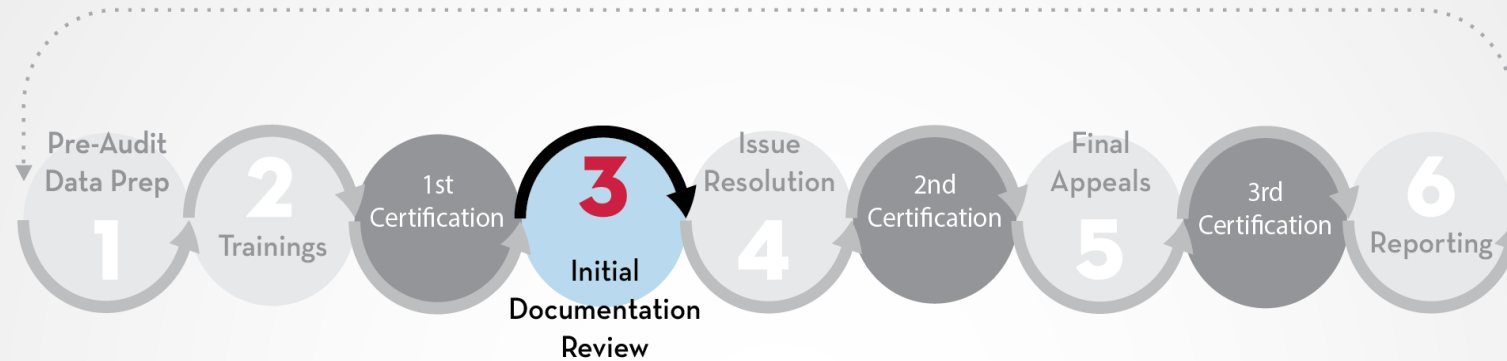 Pre-Audit
Data Prep
1
2
Trainings
1st
Certification
3
Initial
Documentation
Review
Issue
Resolution
4
2nd
Certification
Final
Appeals
5
3rd
Certification
6
Reporting